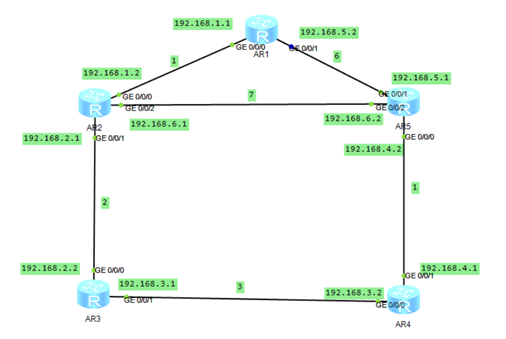 192.168.1.1
192.168.5.2
GE 0/0/0
GE 0/0/1
AR1
1
6
192.168.1.2
192.168.5.1
GE 0/0/0
GE 0/0/1
7
GE 0/0/2
GE 0/0/2
AR2
AR5
192.168.6.1
192.168.6.2
192.168.2.1
GE 0/0/1
GE 0/0/0
192.168.4.2
1
2
192.168.2.2
GE 0/0/0
192.168.4.1
GE 0/0/1
192.168.3.1
3
192.168.3.2
GE 0/0/1
GE 0/0/0
AR3
AR4